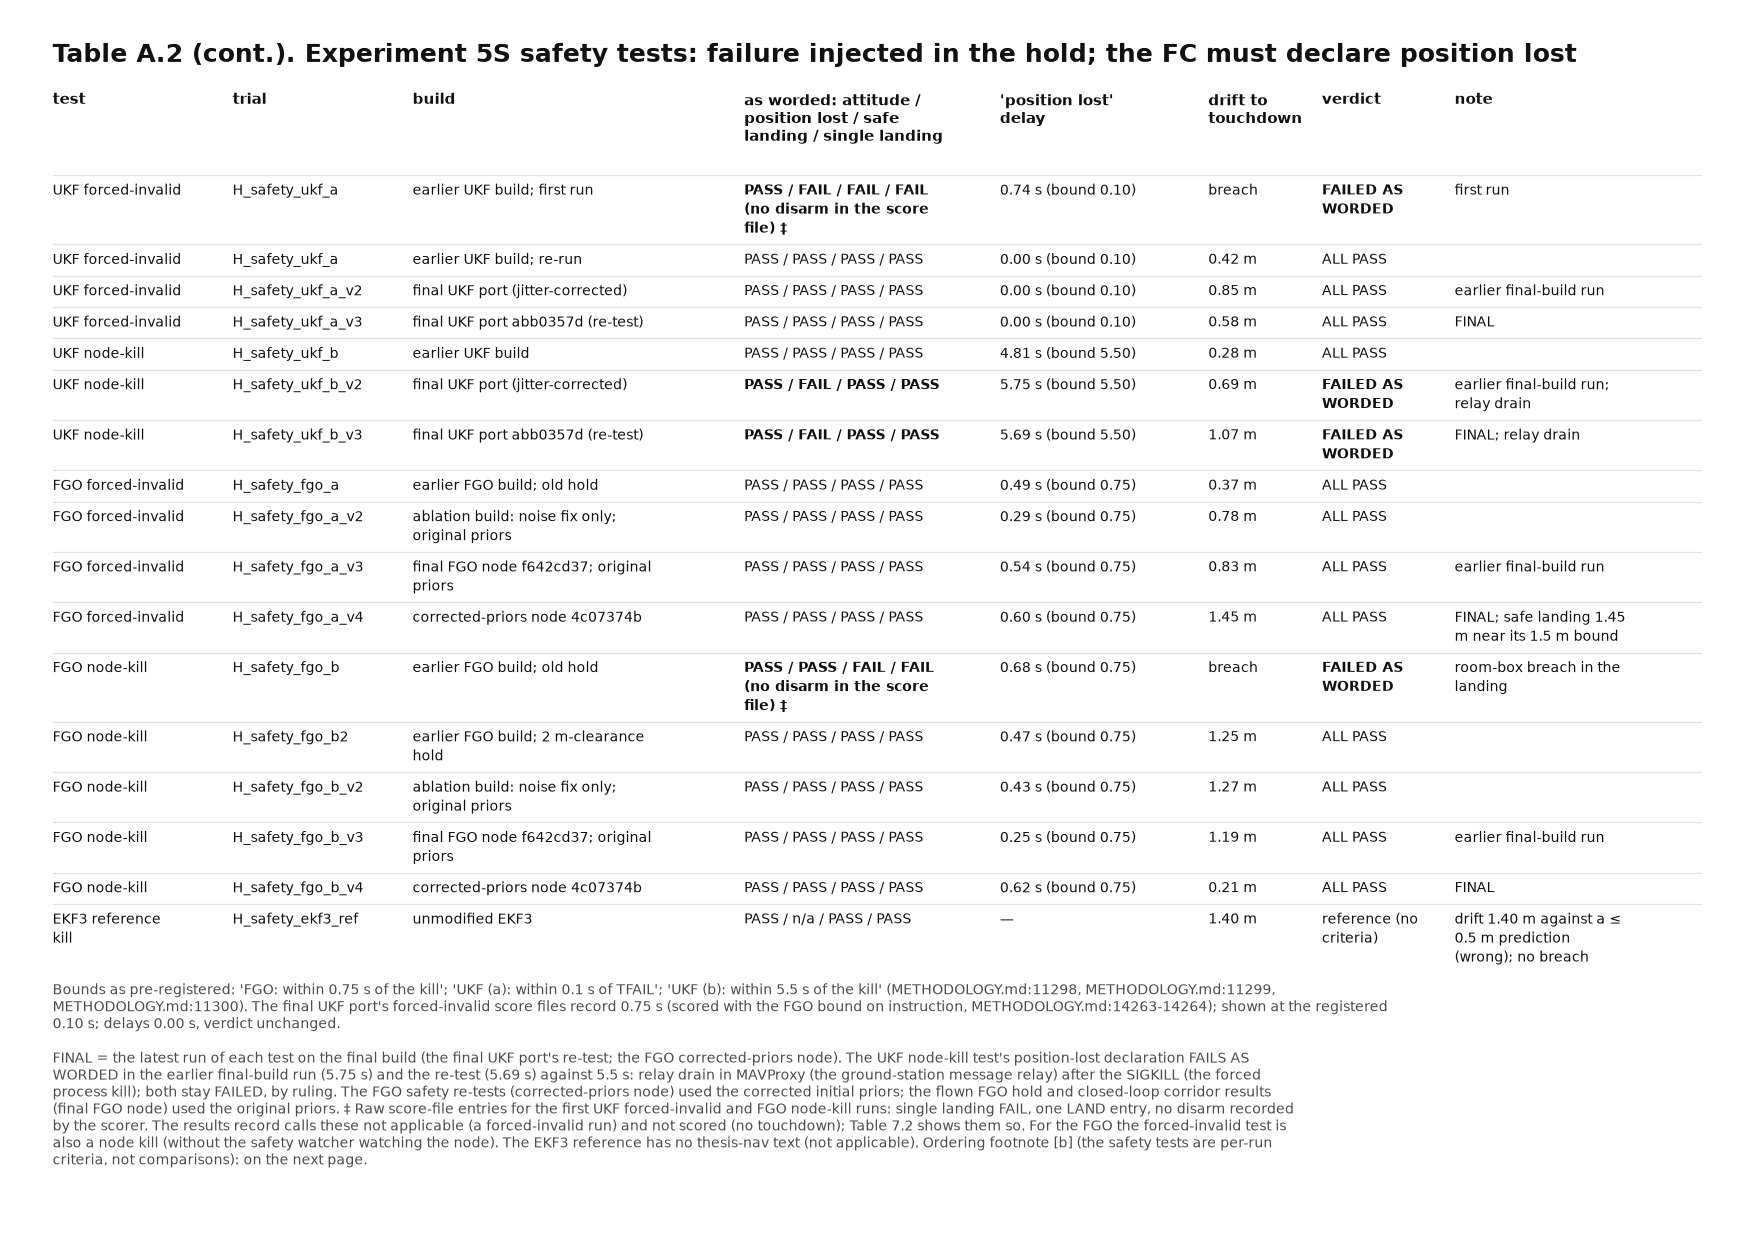 Table A.2 (cont.). Experiment 5S safety tests: failure injected in the hold; the FC must declare position lost
test trial build as worded: attitude / position lost / safe landing / single landing 'position lost' delay drift to touchdown verdict note
UKF forced-invalid H_safety_ukf_a earlier UKF build; first run PASS / FAIL / FAIL / FAIL (no disarm in the score file) ‡ 0.74 s (bound 0.10) breach FAILED AS WORDED first run
UKF forced-invalid H_safety_ukf_a earlier UKF build; re-run PASS / PASS / PASS / PASS 0.00 s (bound 0.10) 0.42 m ALL PASS
UKF forced-invalid H_safety_ukf_a_v2 final UKF port (jitter-corrected) PASS / PASS / PASS / PASS 0.00 s (bound 0.10) 0.85 m ALL PASS earlier final-build run
UKF forced-invalid H_safety_ukf_a_v3 final UKF port abb0357d (re-test) PASS / PASS / PASS / PASS 0.00 s (bound 0.10) 0.58 m ALL PASS FINAL
UKF node-kill H_safety_ukf_b earlier UKF build PASS / PASS / PASS / PASS 4.81 s (bound 5.50) 0.28 m ALL PASS
UKF node-kill H_safety_ukf_b_v2 final UKF port (jitter-corrected) PASS / FAIL / PASS / PASS 5.75 s (bound 5.50) 0.69 m FAILED AS WORDED earlier final-build run; relay drain
UKF node-kill H_safety_ukf_b_v3 final UKF port abb0357d (re-test) PASS / FAIL / PASS / PASS 5.69 s (bound 5.50) 1.07 m FAILED AS WORDED FINAL; relay drain
FGO forced-invalid H_safety_fgo_a earlier FGO build; old hold PASS / PASS / PASS / PASS 0.49 s (bound 0.75) 0.37 m ALL PASS
FGO forced-invalid H_safety_fgo_a_v2 ablation build: noise fix only; original priors PASS / PASS / PASS / PASS 0.29 s (bound 0.75) 0.78 m ALL PASS
FGO forced-invalid H_safety_fgo_a_v3 final FGO node f642cd37; original priors PASS / PASS / PASS / PASS 0.54 s (bound 0.75) 0.83 m ALL PASS earlier final-build run
FGO forced-invalid H_safety_fgo_a_v4 corrected-priors node 4c07374b PASS / PASS / PASS / PASS 0.60 s (bound 0.75) 1.45 m ALL PASS FINAL; safe landing 1.45 m near its 1.5 m bound
FGO node-kill H_safety_fgo_b earlier FGO build; old hold PASS / PASS / FAIL / FAIL (no disarm in the score file) ‡ 0.68 s (bound 0.75) breach FAILED AS WORDED room-box breach in the landing
FGO node-kill H_safety_fgo_b2 earlier FGO build; 2 m-clearance hold PASS / PASS / PASS / PASS 0.47 s (bound 0.75) 1.25 m ALL PASS
FGO node-kill H_safety_fgo_b_v2 ablation build: noise fix only; original priors PASS / PASS / PASS / PASS 0.43 s (bound 0.75) 1.27 m ALL PASS
FGO node-kill H_safety_fgo_b_v3 final FGO node f642cd37; original priors PASS / PASS / PASS / PASS 0.25 s (bound 0.75) 1.19 m ALL PASS earlier final-build run
FGO node-kill H_safety_fgo_b_v4 corrected-priors node 4c07374b PASS / PASS / PASS / PASS 0.62 s (bound 0.75) 0.21 m ALL PASS FINAL
EKF3 reference kill H_safety_ekf3_ref unmodified EKF3 PASS / n/a / PASS / PASS — 1.40 m reference (no criteria) drift 1.40 m against a ≤ 0.5 m prediction (wrong); no breach
Bounds as pre-registered: 'FGO: within 0.75 s of the kill'; 'UKF (a): within 0.1 s of TFAIL'; 'UKF (b): within 5.5 s of the kill' (METHODOLOGY.md:11298, METHODOLOGY.md:11299,
METHODOLOGY.md:11300). The final UKF port's forced-invalid score files record 0.75 s (scored with the FGO bound on instruction, METHODOLOGY.md:14263-14264); shown at the registered
0.10 s; delays 0.00 s, verdict unchanged.
FINAL = the latest run of each test on the final build (the final UKF port's re-test; the FGO corrected-priors node). The UKF node-kill test's position-lost declaration FAILS AS
WORDED in the earlier final-build run (5.75 s) and the re-test (5.69 s) against 5.5 s: relay drain in MAVProxy (the ground-station message relay) after the SIGKILL (the forced
process kill); both stay FAILED, by ruling. The FGO safety re-tests (corrected-priors node) used the corrected initial priors; the flown FGO hold and closed-loop corridor results
(final FGO node) used the original priors. ‡ Raw score-file entries for the first UKF forced-invalid and FGO node-kill runs: single landing FAIL, one LAND entry, no disarm recorded
by the scorer. The results record calls these not applicable (a forced-invalid run) and not scored (no touchdown); Table 7.2 shows them so. For the FGO the forced-invalid test is
also a node kill (without the safety watcher watching the node). The EKF3 reference has no thesis-nav text (not applicable). Ordering footnote [b] (the safety tests are per-run
criteria, not comparisons): on the next page.